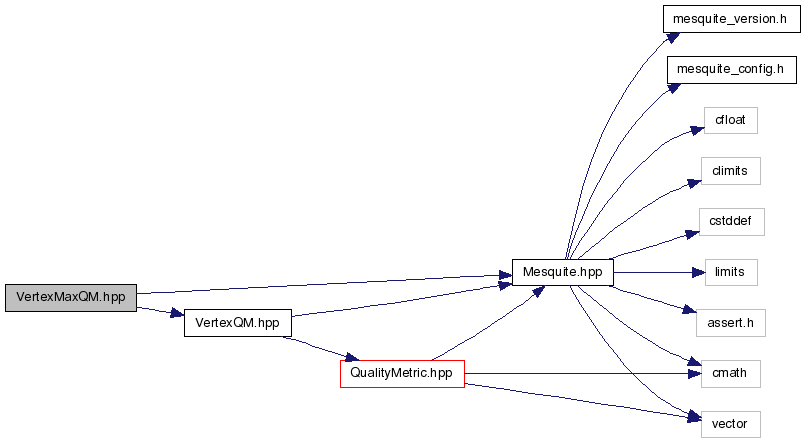 mesquite_version.h
mesquite_config.h
cfloat
climits
cstddef
Mesquite.hpp
limits
VertexMaxQM.hpp
VertexQM.hpp
assert.h
QualityMetric.hpp
cmath
vector